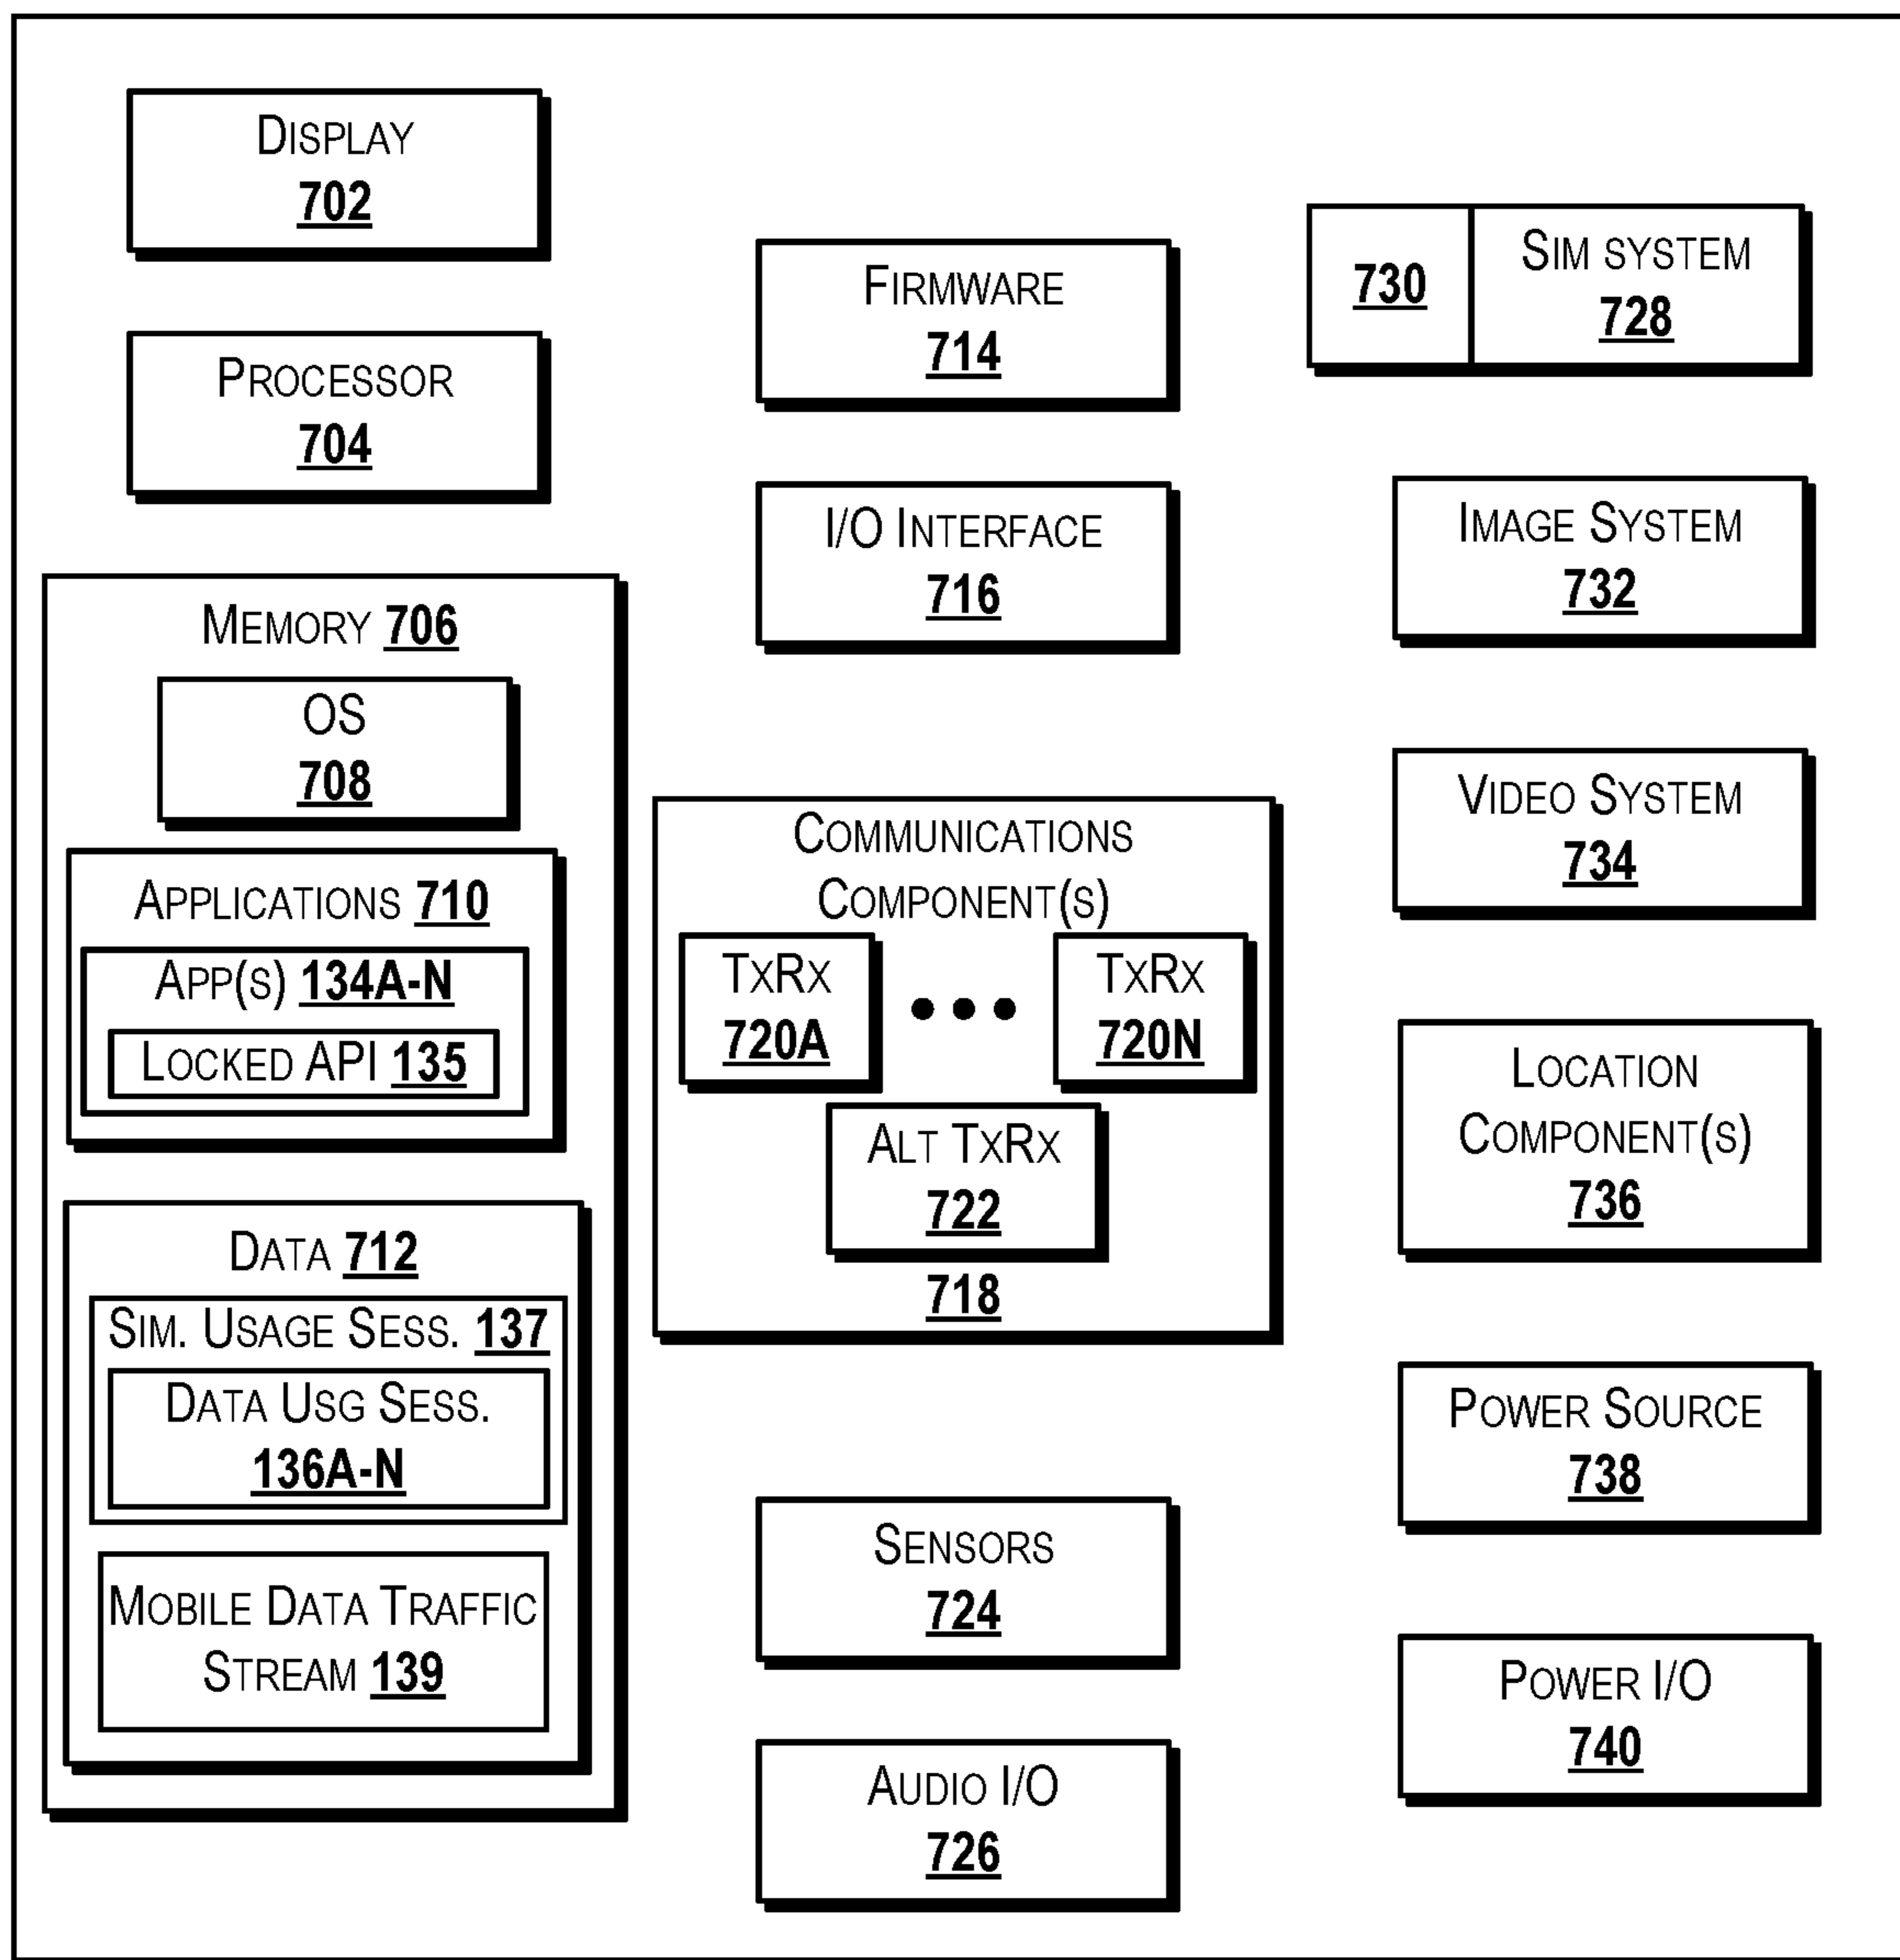 Display
702
Processor
704
Memory 706
OS
708
Applications 710
App(s) 134A-N
Locked API 135
Data 712
Sim. Usage Sess. 137
Data Usg Sess.
136A-N
Mobile Data Traffic
Stream 139
Firmware
714
I/O Interface
716
Communications
Component(s)
TxRx
720A
•••
TxRx
720N
Alt TxRx
722
718
Sensors
724
Audio I/O
726
730
Sim system
728
Image System
732
Video System
734
Location
Component(s)
736
Power Source
738
Power I/O
740